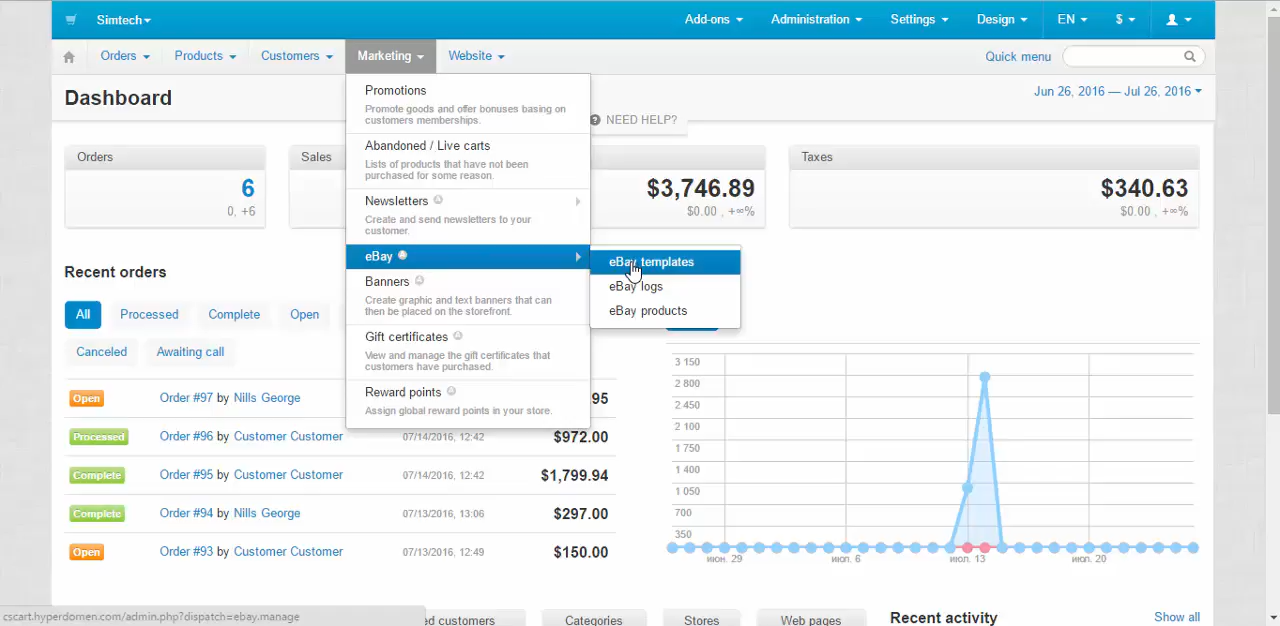 Simtech
Add-ons
Administration
Settings
Design
EN
$
Orders
Products
Customers
Marketing
Website
Quick menu
Dashboard
Jun 26, 2016 — Jul 26, 2016
Promotions
Promote goods and offer bonuses basing on
customers memberships.
Abandoned / Live carts
Lists of products that have not been
purchased for some reason.
Newsletters
Create and send newsletters to your
customer.
eBay
Banners
Create graphic and text banners that can
then be placed on the storefront.
Gift certificates
View and manage the gift certificates that
customers have purchased.
Reward points
Assign global reward points in your store.
eBay templates
eBay logs
eBay products
NEED HELP?
Orders
6
0, +6
Sales
$3,746.89
$0.00 , +∞%
Taxes
$340.63
$0.00 , +∞%
Recent orders
All
Processed
Complete
Open
Canceled
Awaiting call
Open
Order #97 by Nills George
95
Processed
Order #96 by Customer Customer
07/14/2016, 12:42
$972.00
Complete
Order #95 by Customer Customer
07/14/2016, 12:42
$1,799.94
Complete
Order #94 by Nills George
07/13/2016, 13:06
$297.00
Open
Order #93 by Customer Customer
07/13/2016, 12:49
$150.00
3 150
2 800
2 450
2 100
1 750
1 400
1 050
700
350
июн. 29
июл. 6
июл. 13
июл. 20
cscart.hyperdomen.com/admin.php?dispatch=ebay.manage
ed customers
Categories
Stores
Web pages
Recent activity
Show all